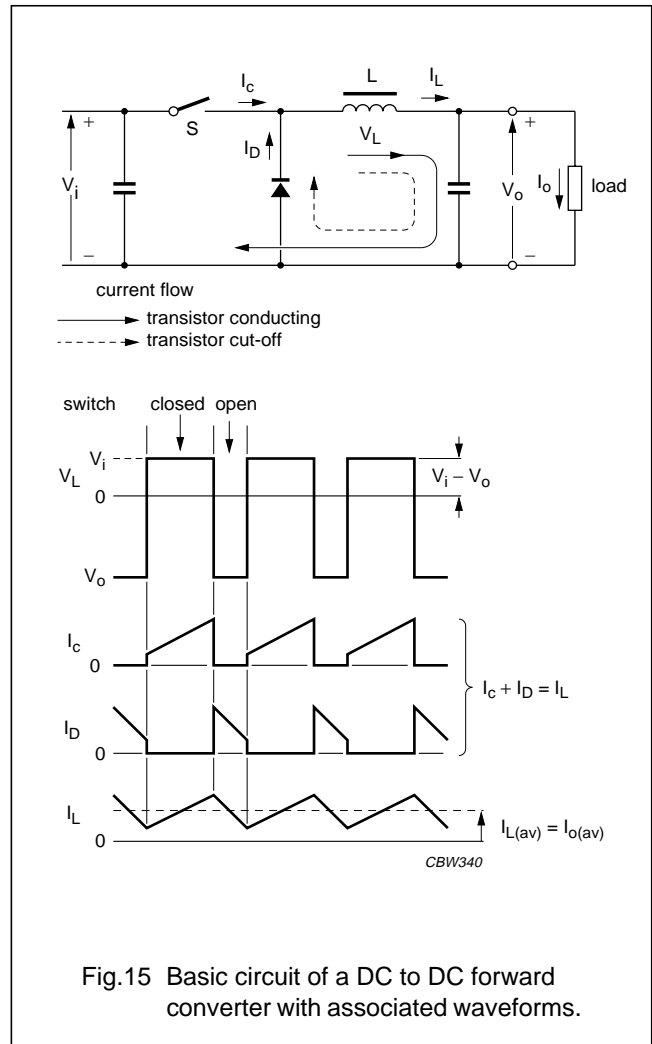 I_c L I_L
+ S I_D V_L +
V_i V_o I_o load
− −
current flow
transistor conducting
transistor cut-off
switch closed open
V_i
V_L V_i − V_o
0
V_o
I_c
0 I_c + I_D = I_L
I_D
0
I_L
0 I_L(av) = I_o(av)
CBW340
Fig.15 Basic circuit of a DC to DC forward
converter with associated waveforms.